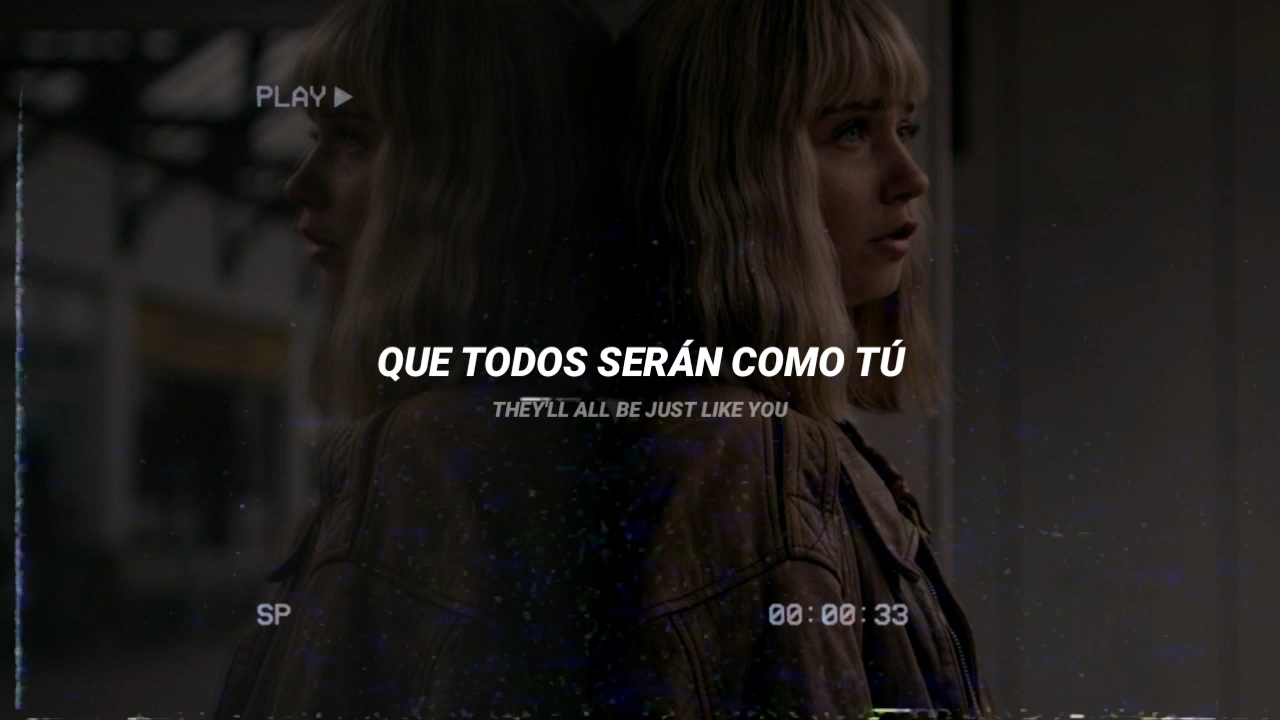 PLAY ▶
QUE TODOS SERÁN COMO TÚ
THEY'LL ALL BE JUST LIKE YOU
SP
00:00:33